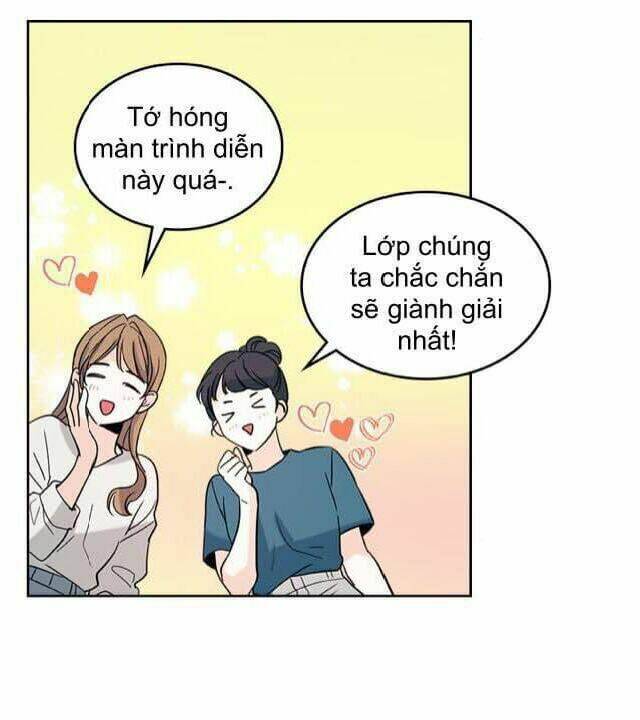 Tớ hóng
màn trình diễn
này quá-.
Lớp chúng
ta chắc chắn
sẽ giành giải
nhất!